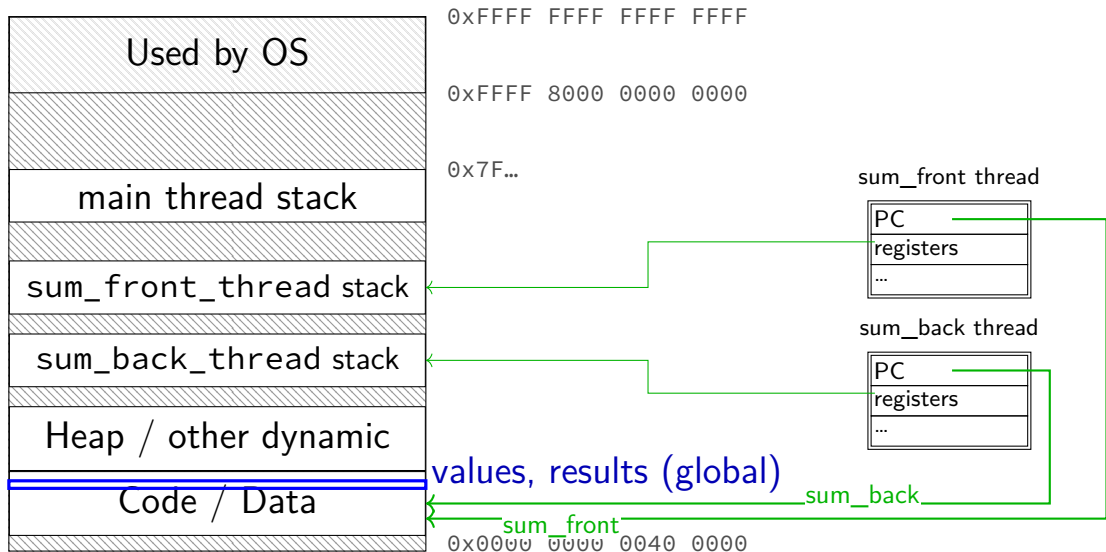 0xFFFF FFFF FFFF FFFF
Used by OS
0xFFFF 8000 0000 0000
0x7F…
main thread stack
sum_front thread
PC
registers
...
sum_front_thread stack
sum_back thread
sum_back_thread stack
PC
registers
...
Heap / other dynamic
values, results (global)
Code / Data
sum_back
sum_front
0x0000 0000 0040 0000